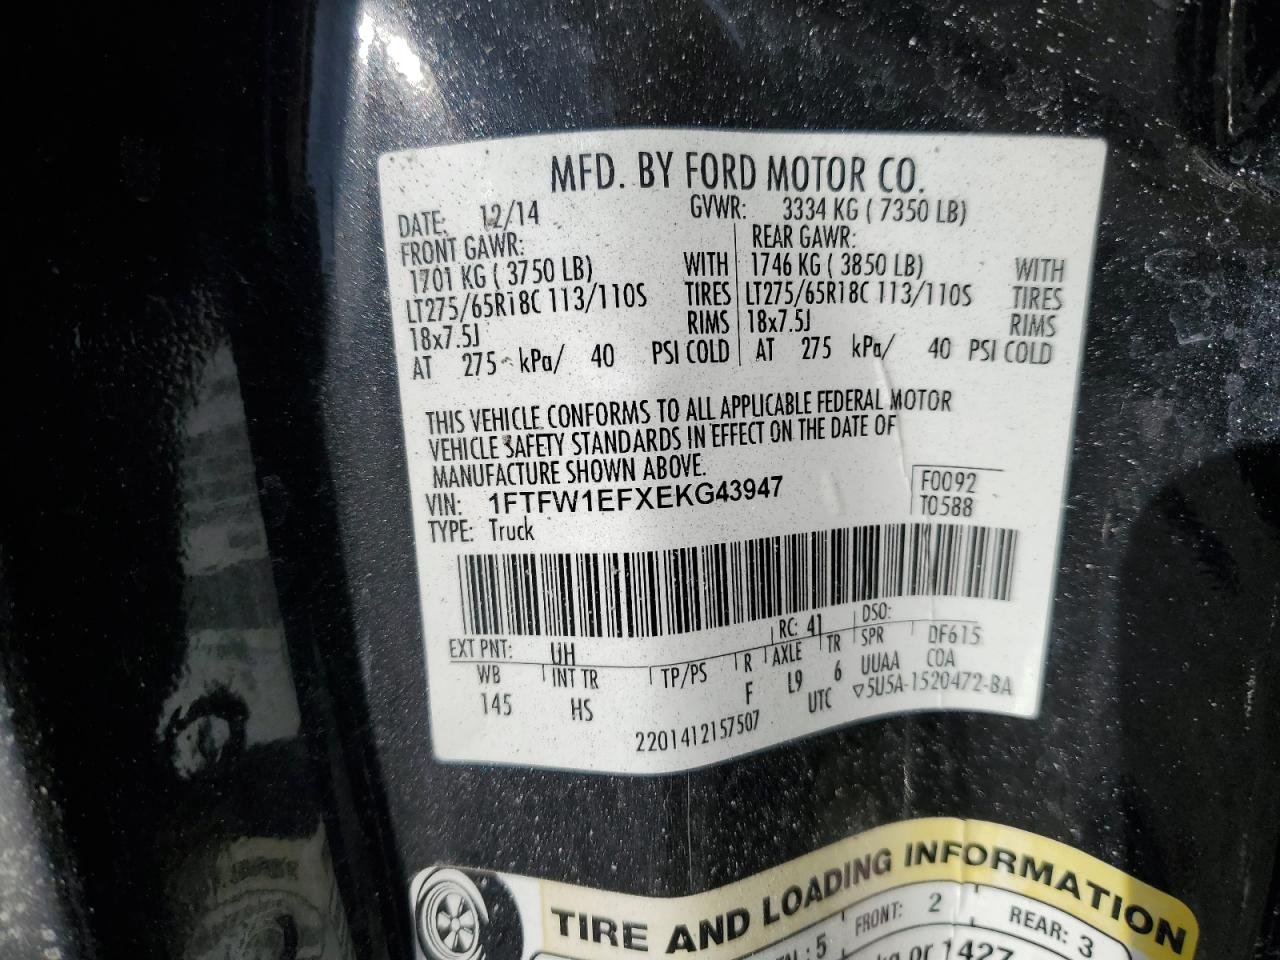 MFD. BY FORD MOTOR CO.
DATE: 12/14 GVWR: 3334 KG ( 7350 LB)
FRONT GAWR: REAR GAWR:
1701 KG ( 3750 LB) WITH 1746 KG ( 3850 LB) WITH
LT275/65R18C 113/110S TIRES LT275/65R18C 113/110S TIRES
18x7.5J RIMS 18x7.5J RIMS
AT 275 kPa/ 40 PSI COLD AT 275 kPa/ 40 PSI COLD
THIS VEHICLE CONFORMS TO ALL APPLICABLE FEDERAL MOTOR
VEHICLE SAFETY STANDARDS IN EFFECT ON THE DATE OF
MANUFACTURE SHOWN ABOVE.
VIN: 1FTFW1EFXEKG43947 F0092
TYPE: Truck T0588
EXT PNT: UH RC: 41 DSO:
WB INT TR TP/PS R AXLE TR SPR DF615
145 HS F L9 6 UUAA COA
UTC ▽5U5A-1520472-BA
2201412157507
TIRE AND LOADING INFORMATION
: 5 FRONT: 2 REAR: 3
kg or 1427